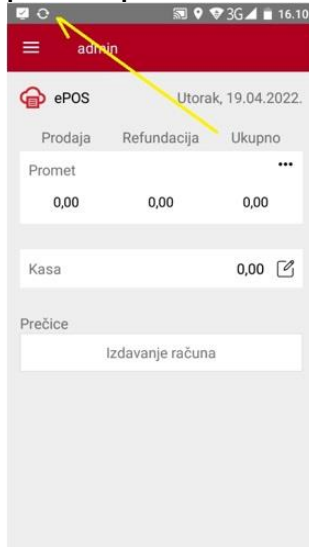 3G 16.10
admin
ePOS Utorak, 19.04.2022.
Prodaja Refundacija Ukupno
Promet
0,00 0,00 0,00
Kasa 0,00
Prečice
Izdavanje računa